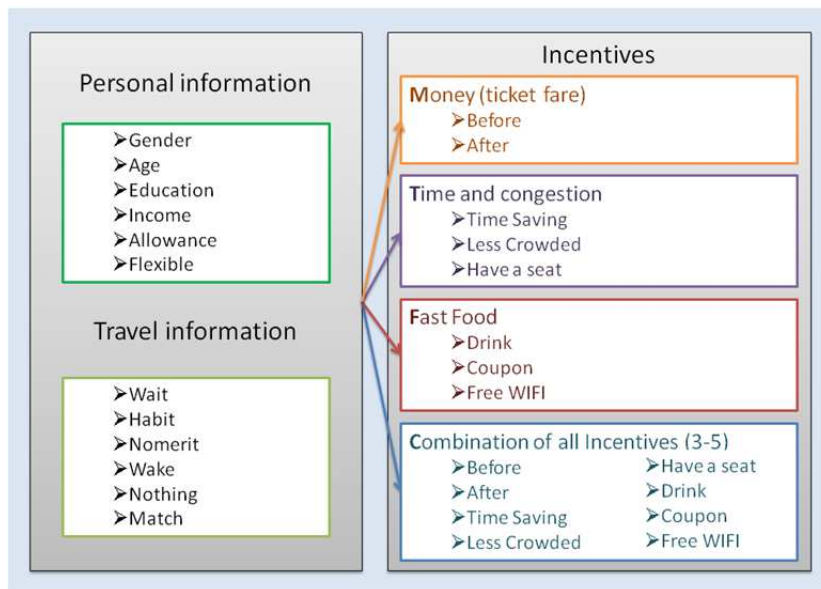 Personal information
➢Gender
➢Age
➢Education
➢Income
➢Allowance
➢Flexible
Travel information
➢Wait
➢Habit
➢Nomerit
➢Wake
➢Nothing
➢Match
Incentives
Money (ticket fare)
➢Before
➢After
Time and congestion
➢Time Saving
➢Less Crowded
➢Have a seat
Fast Food
➢Drink
➢Coupon
➢Free WIFI
Combination of all Incentives (3-5)
➢Before
➢After
➢Time Saving
➢Less Crowded
➢Have a seat
➢Drink
➢Coupon
➢Free WIFI